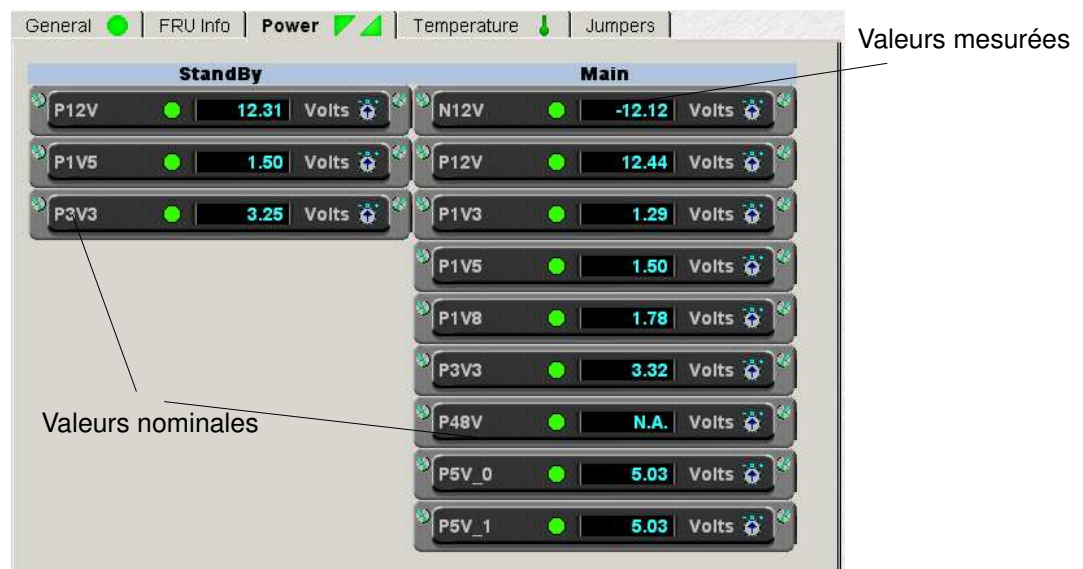 General FRU Info Power Temperature Jumpers
Valeurs mesurées
StandBy Main
P12V 12.31 Volts N12V -12.12 Volts
P1V5 1.50 Volts P12V 12.44 Volts
P3V3 3.25 Volts P1V3 1.29 Volts
P1V5 1.50 Volts
P1V8 1.78 Volts
P3V3 3.32 Volts
Valeurs nominales
P48V N.A. Volts
P5V_0 5.03 Volts
P5V_1 5.03 Volts